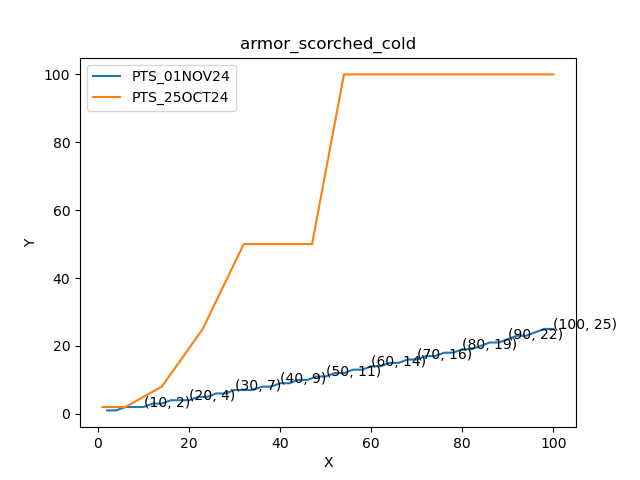 armor_scorched_cold
PTS_01NOV24
PTS_25OCT24
100
80
60
40
20
0
Y
(10, 2)
(20, 4)
(30, 7)
(40, 9)
(50, 11)
(60, 14)
(70, 16)
(80, 19)
(90, 22)
(100, 25)
0 20 40 60 80 100
X